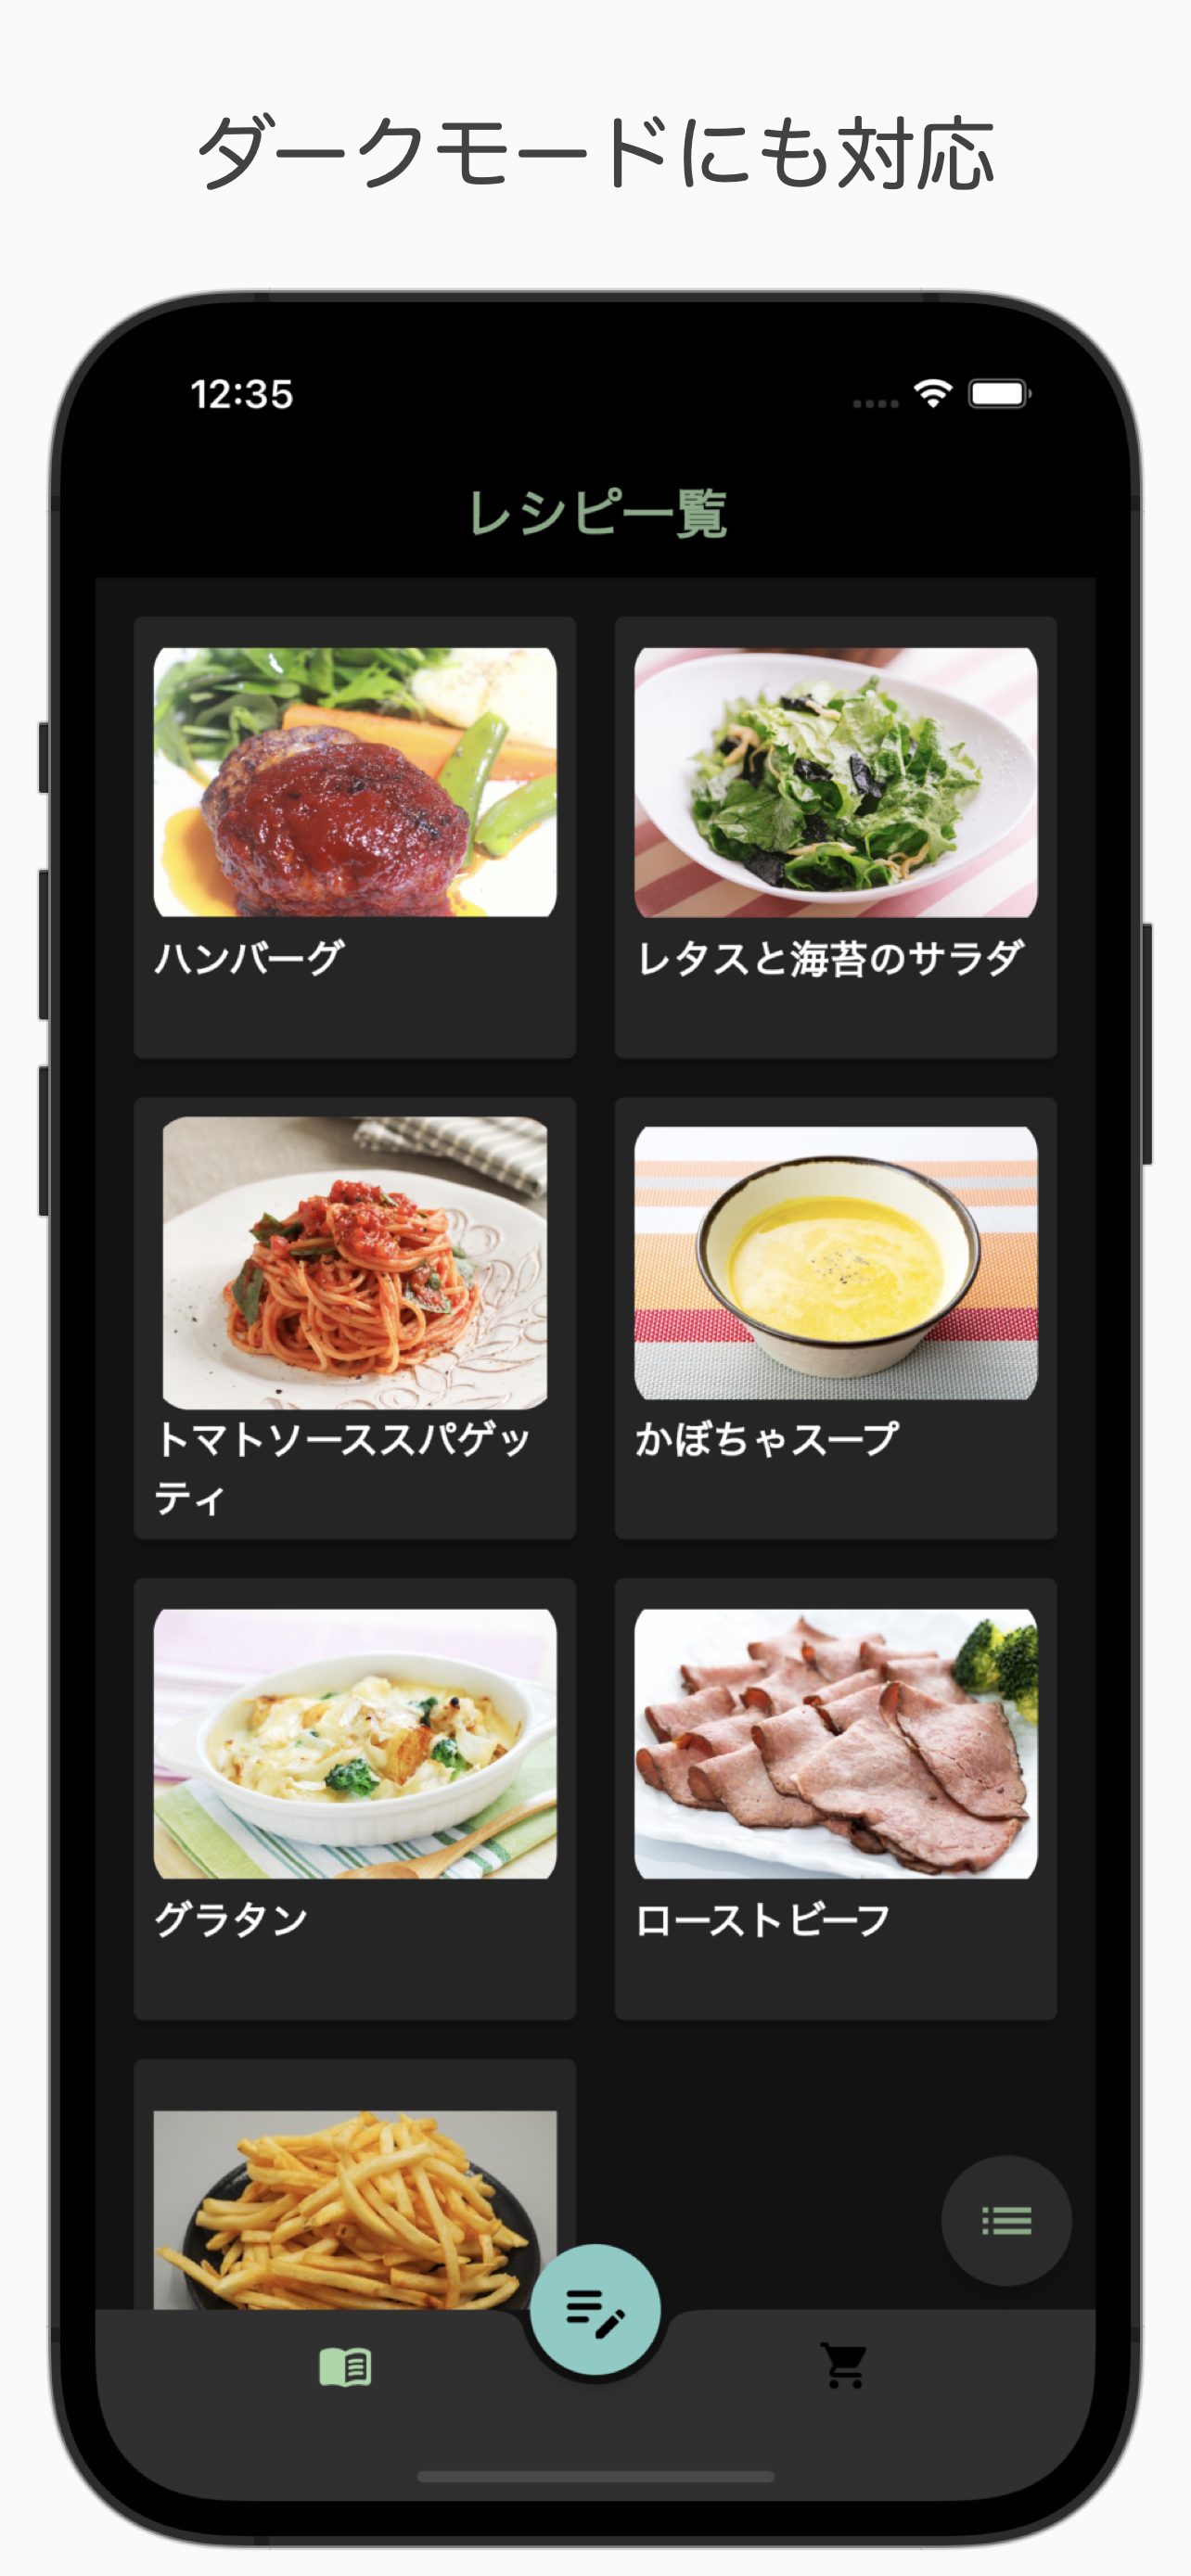 ダークモードにも対応
12:35
レシピ一覧
ハンバーグ
レタスと海苔のサラダ
トマトソーススパゲッ
ティ
かぼちゃスープ
グラタン
ローストビーフ